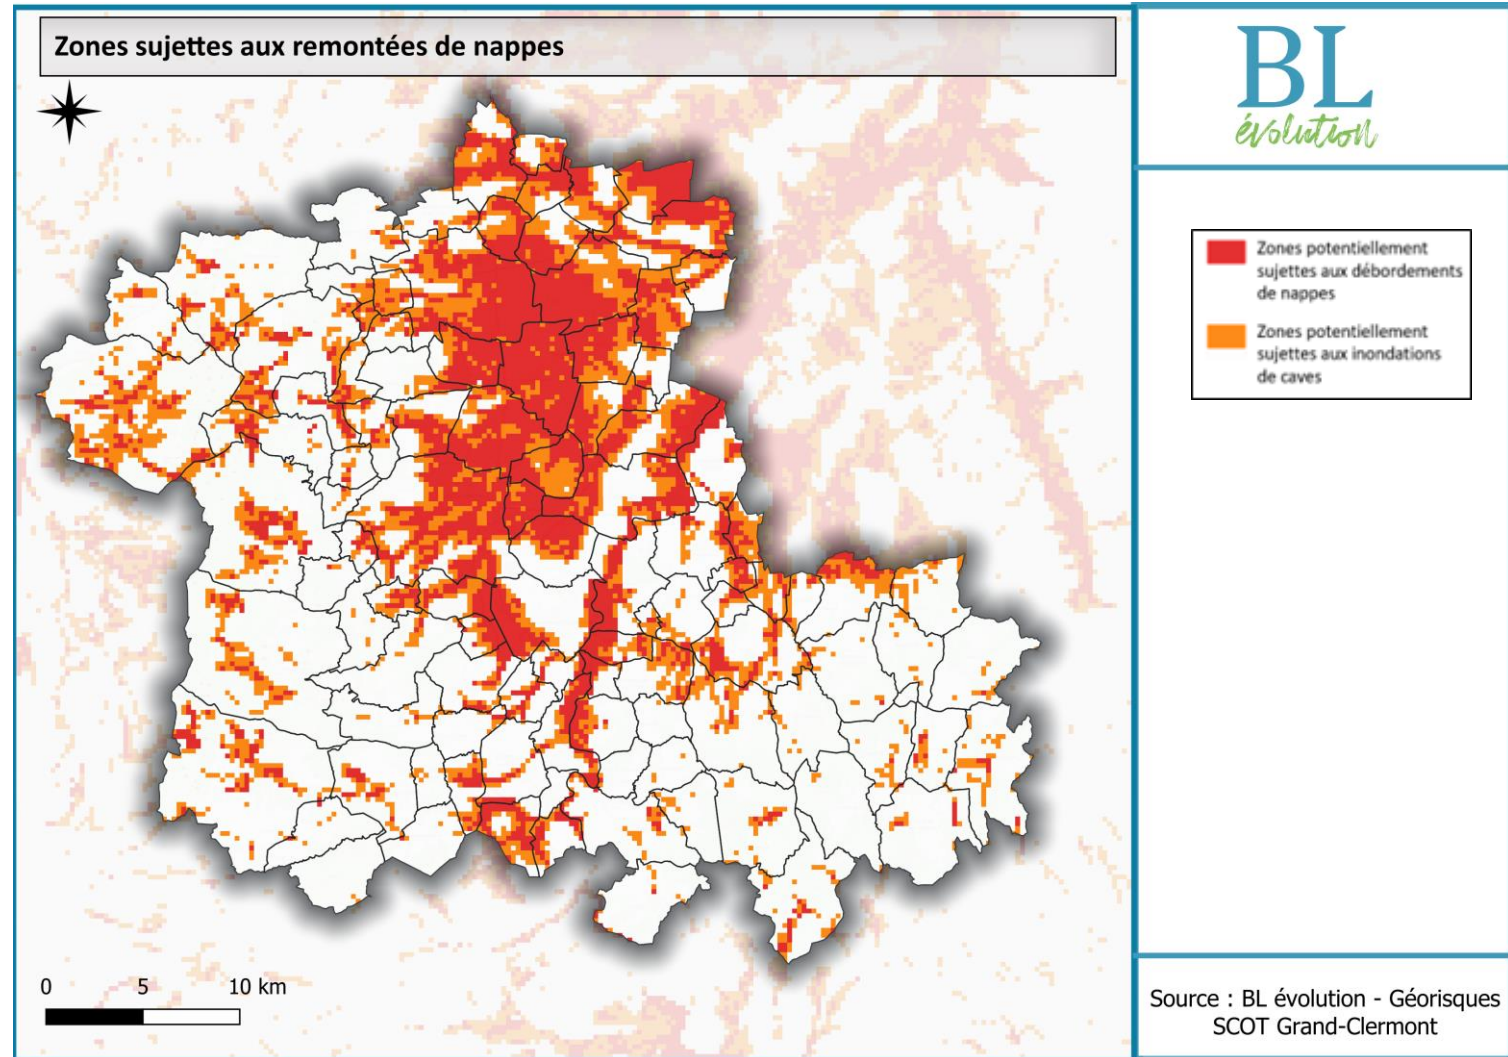 Zones sujettes aux remontées de nappes
BL
évolution
Zones potentiellement
sujettes aux débordements
de nappes
Zones potentiellement
sujettes aux inondations
de caves
0 5 10 km
Source : BL évolution - Géorisques
SCOT Grand-Clermont